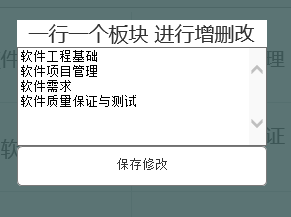 一行一个板块 进行增删改
软件工程基础
软件项目管理
软件需求
软件质量保证与测试
保存修改